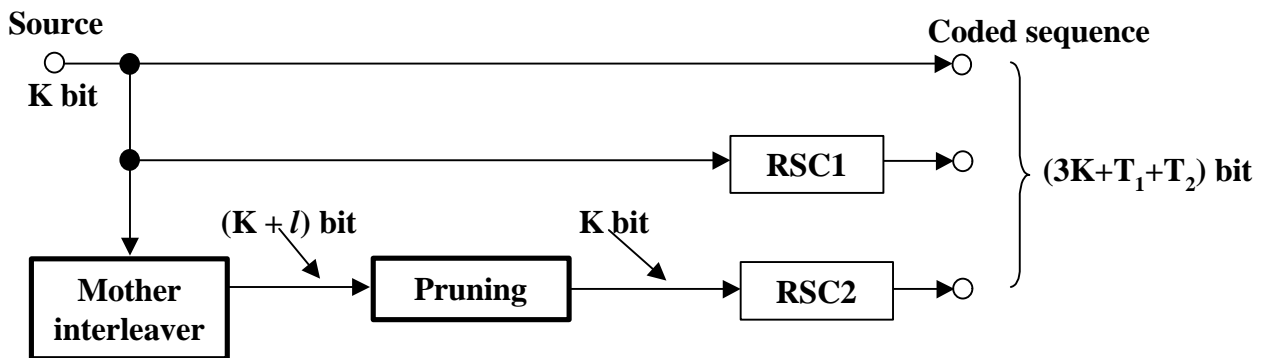 Source
Coded sequence
K bit
RSC1
(3K+T₁+T₂) bit
(K + l) bit
K bit
Mother
interleaver
Pruning
RSC2